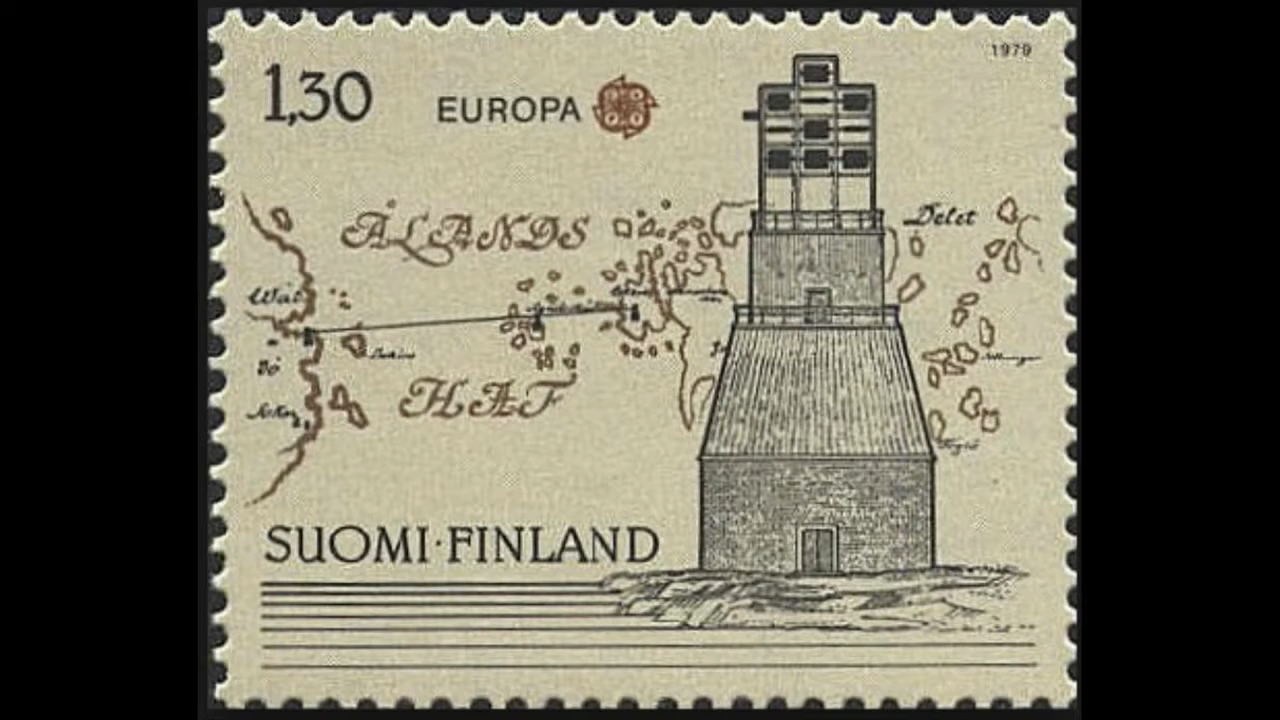 1979
1,30
EUROPA
ÅLANDS
Delet
HAF
SUOMI·FINLAND